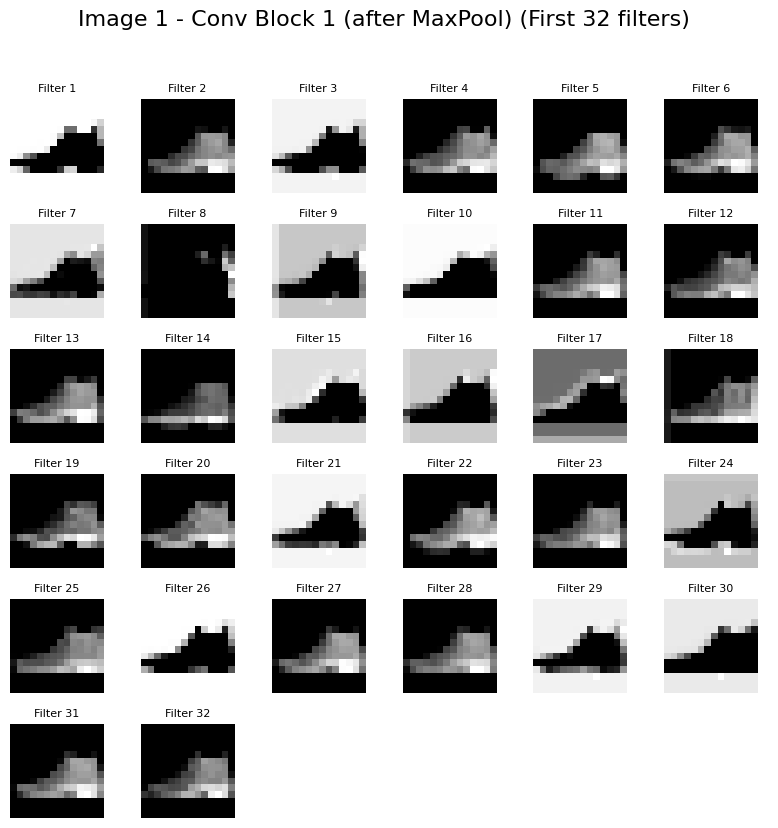 Image 1 - Conv Block 1 (after MaxPool) (First 32 filters)
Filter 1 Filter 2 Filter 3 Filter 4 Filter 5 Filter 6
Filter 7 Filter 8 Filter 9 Filter 10 Filter 11 Filter 12
Filter 13 Filter 14 Filter 15 Filter 16 Filter 17 Filter 18
Filter 19 Filter 20 Filter 21 Filter 22 Filter 23 Filter 24
Filter 25 Filter 26 Filter 27 Filter 28 Filter 29 Filter 30
Filter 31 Filter 32